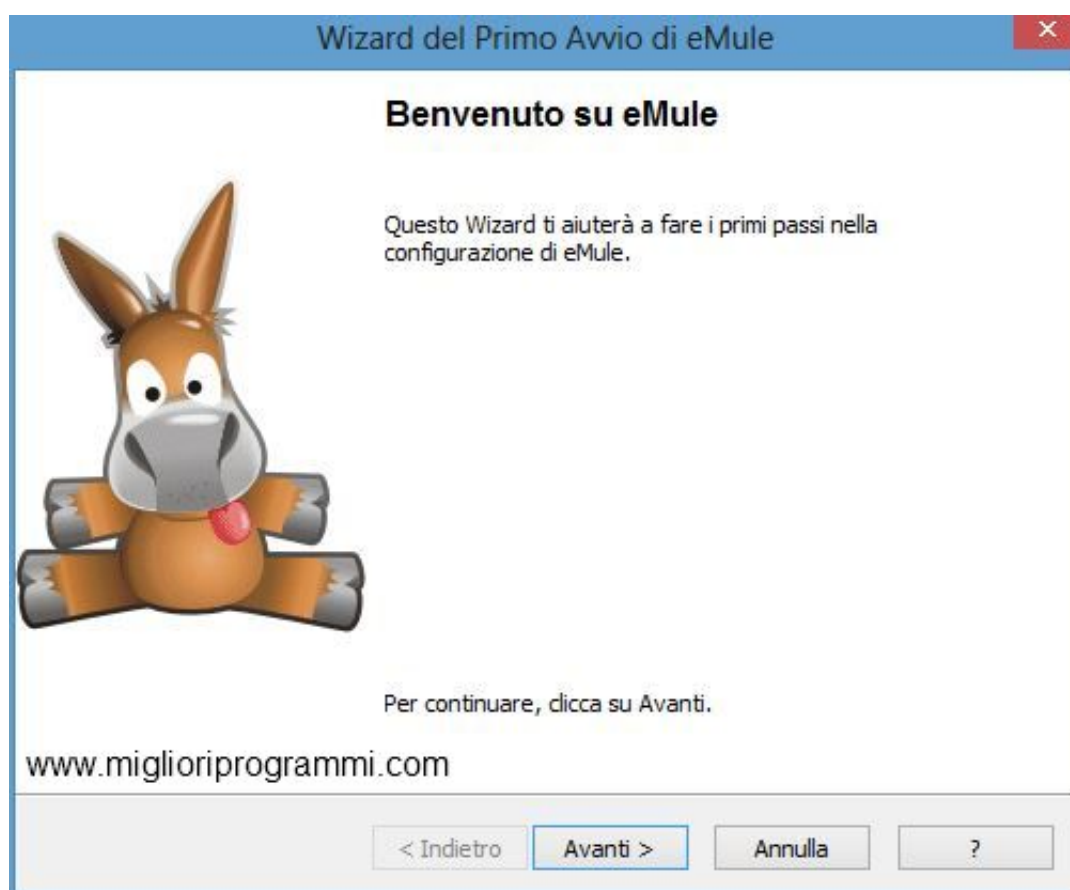 Wizard del Primo Avvio di eMule
Benvenuto su eMule
Questo Wizard ti aiuterà a fare i primi passi nella
configurazione di eMule.
Per continuare, clicca su Avanti.
www.miglioriprogrammi.com
< Indietro
Avanti >
Annulla
?